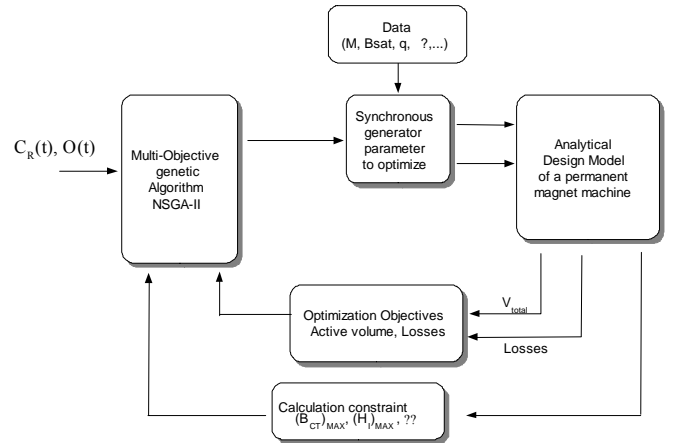 Data
(M, Bsat, q, ?,...)
C_R(t), O(t)
Multi-Objective
genetic
Algorithm
NSGA-II
Synchronous
generator
parameter
to optimize
Analytical
Design Model
of a permanent
magnet machine
Optimization Objectives
Active volume, Losses
V_total
Losses
Calculation constraint
(B_CT)_MAX, (H_I)_MAX, ??